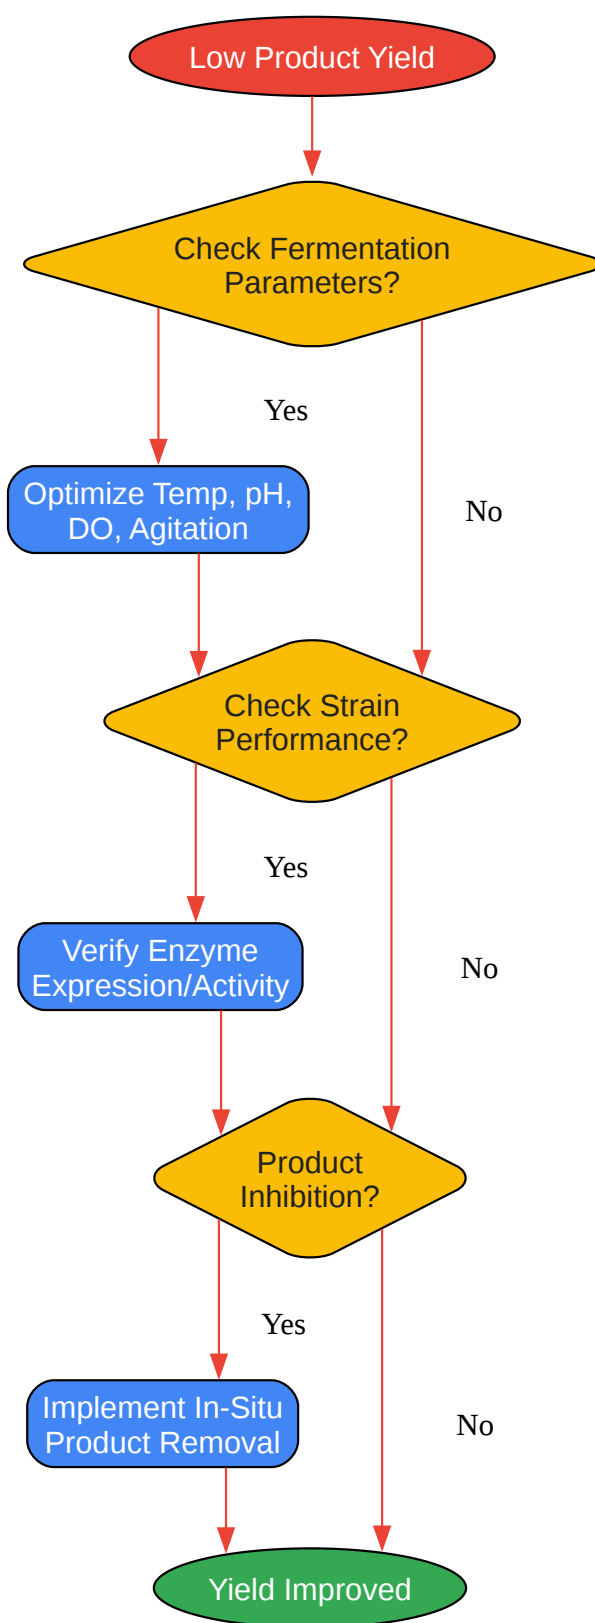 Low Product Yield
Check Fermentation
Parameters?
Yes
Optimize Temp, pH,
DO, Agitation
No
Check Strain
Performance?
Yes
Verify Enzyme
Expression/Activity
No
Product
Inhibition?
Yes
Implement In-Situ
Product Removal
No
Yield Improved